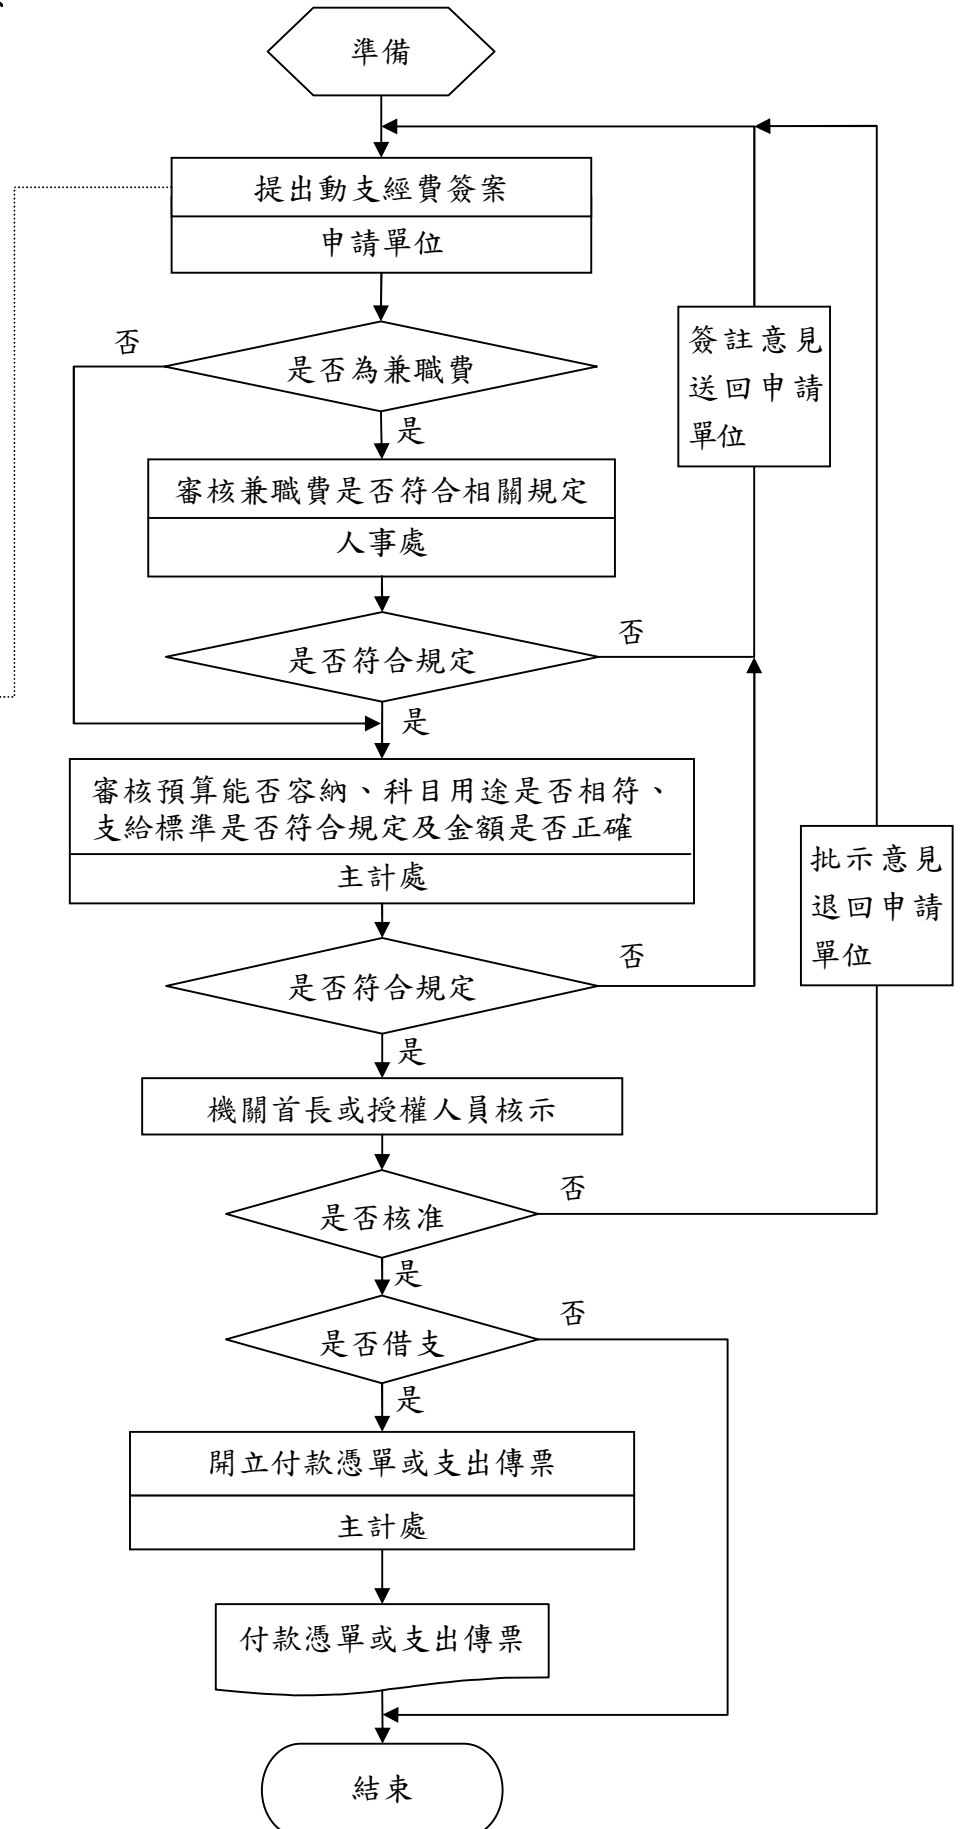 準備
提出動支經費簽案
申請單位
否
是否為兼職費
是
簽註意見
送回申請
單位
審核兼職費是否符合相關規定
人事處
否
是否符合規定
是
審核預算能否容納、科目用途是否相符、
支給標準是否符合規定及金額是否正確
主計處
批示意見
退回申請
單位
否
是否符合規定
是
機關首長或授權人員核示
否
是否核准
是
否
是否借支
是
開立付款憑單或支出傳票
主計處
付款憑單或支出傳票
結束